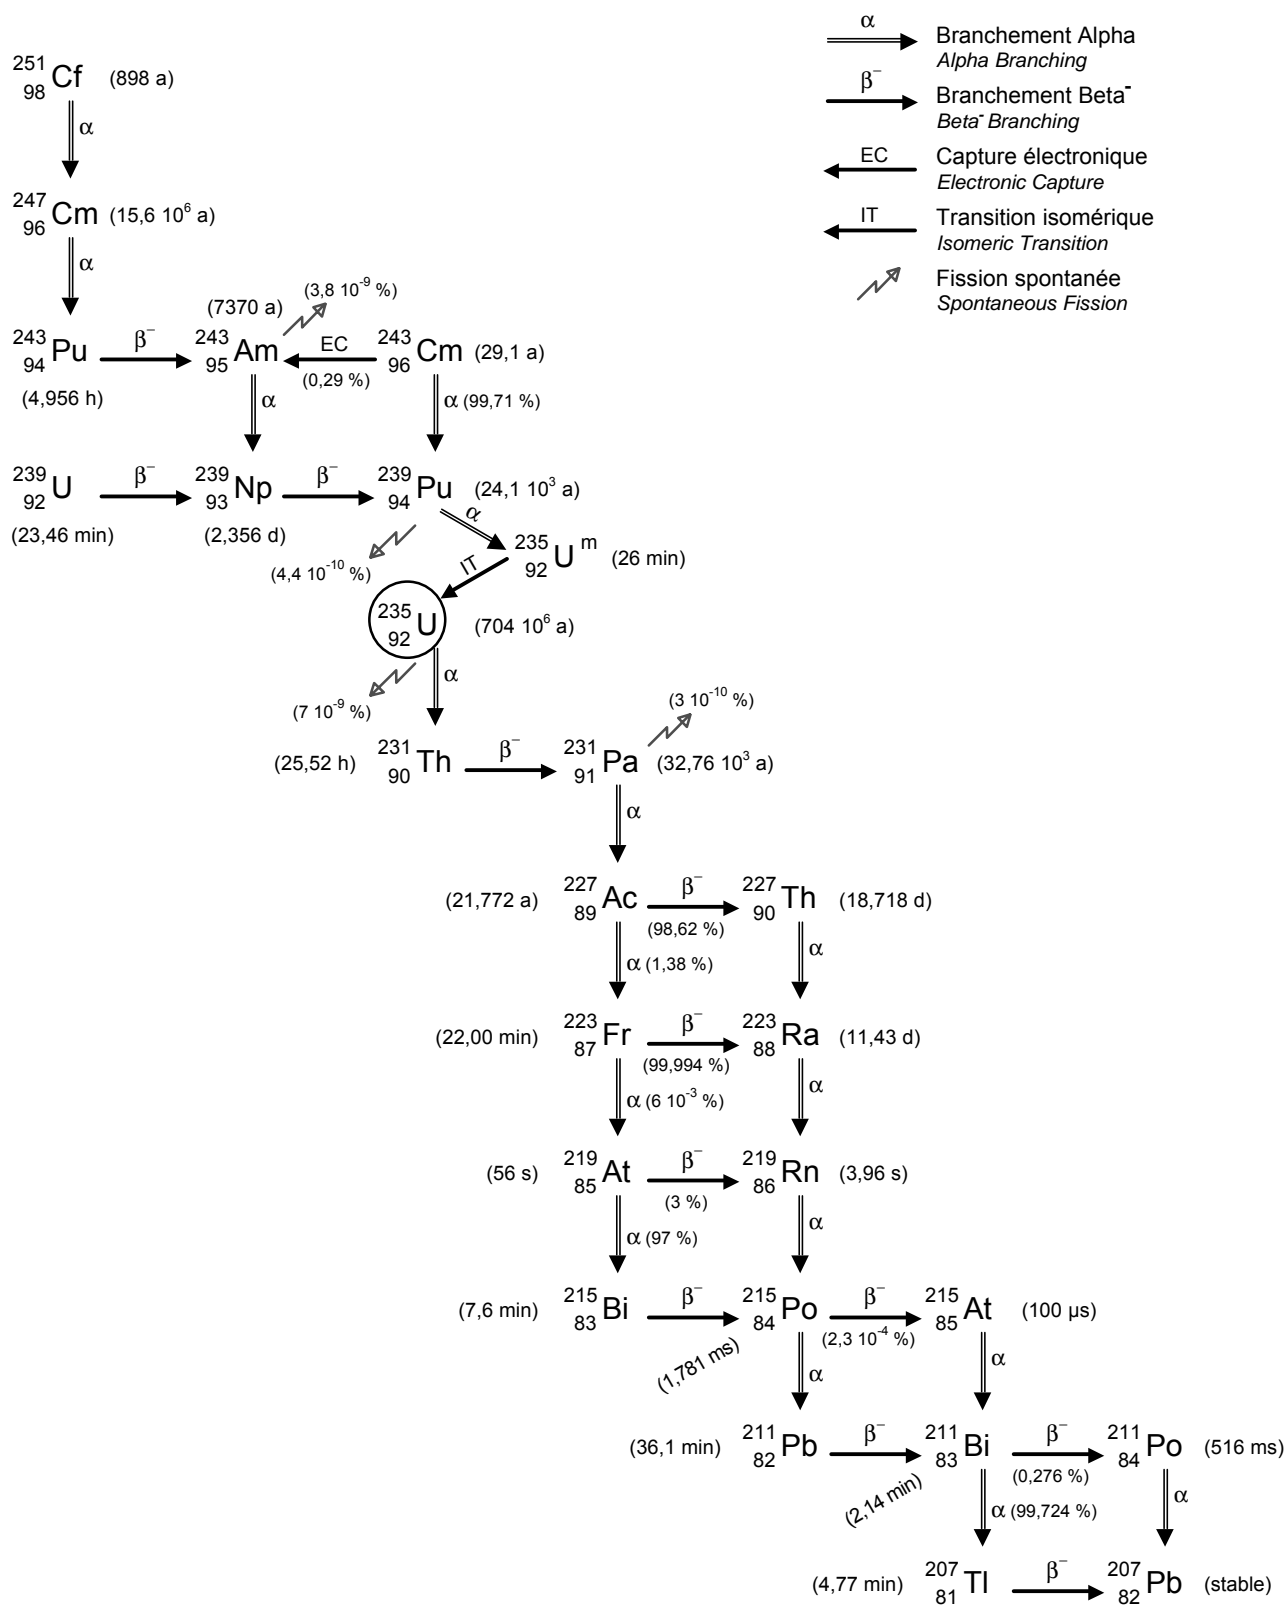 α
Branchement Alpha
Alpha Branching
β⁻
Branchement Beta⁻
Beta⁻ Branching
EC
Capture électronique
Electronic Capture
IT
Transition isomérique
Isomeric Transition
Fission spontanée
Spontaneous Fission
251 98 Cf (898 a)
α
247 96 Cm (15,6 10⁶ a)
α
(7370 a) (3,8 10⁻⁹ %)
243 94 Pu β⁻ 243 95 Am EC 243 96 Cm (29,1 a)
(0,29 %)
(4,956 h) α α (99,71 %)
239 92 U β⁻ 239 93 Np β⁻ 239 94 Pu (24,1 10³ a)
(23,46 min) (2,356 d) α
(4,4 10⁻¹⁰ %) IT 235 92 U m (26 min)
235 92 U (704 10⁶ a)
α
(7 10⁻⁹ %) (3 10⁻¹⁰ %)
(25,52 h) 231 90 Th β⁻ 231 91 Pa (32,76 10³ a)
α
(21,772 a) 227 89 Ac β⁻ 227 90 Th (18,718 d)
(98,62 %)
α (1,38 %) α
(22,00 min) 223 87 Fr β⁻ 223 88 Ra (11,43 d)
(99,994 %)
α (6 10⁻³ %) α
(56 s) 219 85 At β⁻ 219 86 Rn (3,96 s)
(3 %)
α (97 %) α
(7,6 min) 215 83 Bi β⁻ 215 84 Po β⁻ 215 85 At (100 µs)
(1,781 ms) (2,3 10⁻⁴ %)
α α
(36,1 min) 211 82 Pb β⁻ 211 83 Bi β⁻ 211 84 Po (516 ms)
(2,14 min) (0,276 %)
α (99,724 %) α
(4,77 min) 207 81 Tl β⁻ 207 82 Pb (stable)